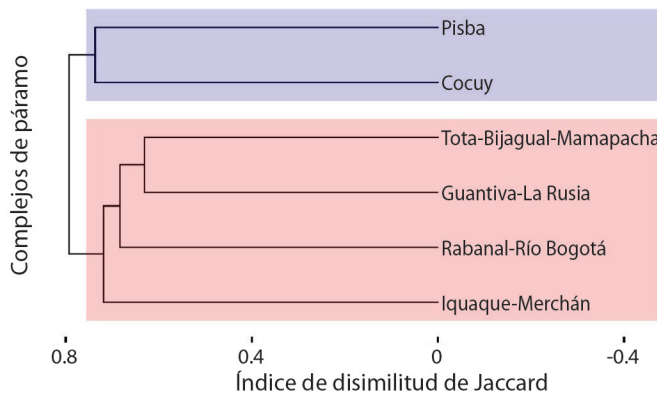 Complejos de páramo
Pisba
Cocuy
Tota-Bijagual-Mamapacha
Guantiva-La Rusia
Rabanal-Río Bogotá
Iquaque-Merchán
0.8 0.4 0 -0.4
Índice de disimilitud de Jaccard